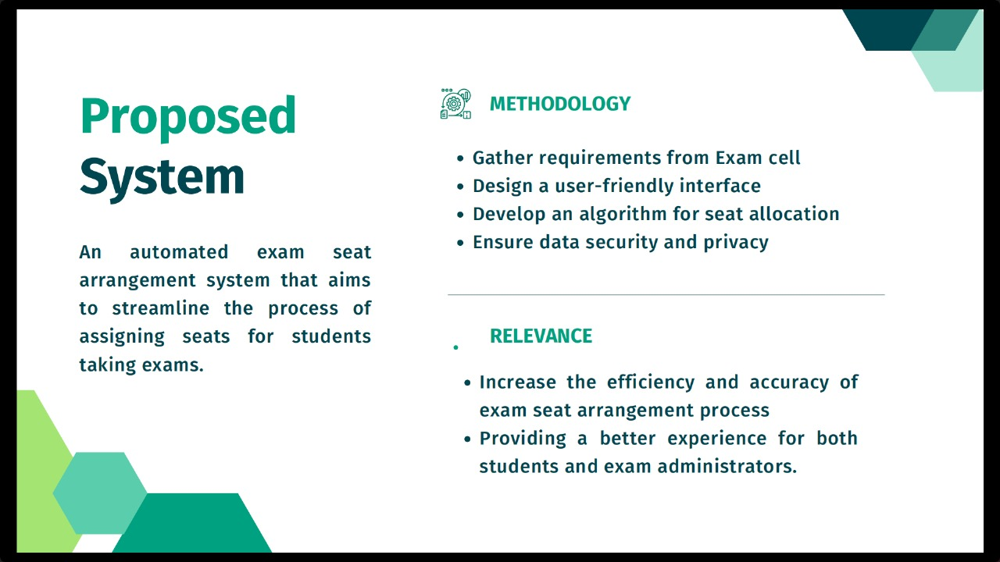 Proposed
System
An automated exam seat
arrangement system that aims
to streamline the process of
assigning seats for students
taking exams.
METHODOLOGY
• Gather requirements from Exam cell
• Design a user-friendly interface
• Develop an algorithm for seat allocation
• Ensure data security and privacy
RELEVANCE
• Increase the efficiency and accuracy of
exam seat arrangement process
• Providing a better experience for both
students and exam administrators.